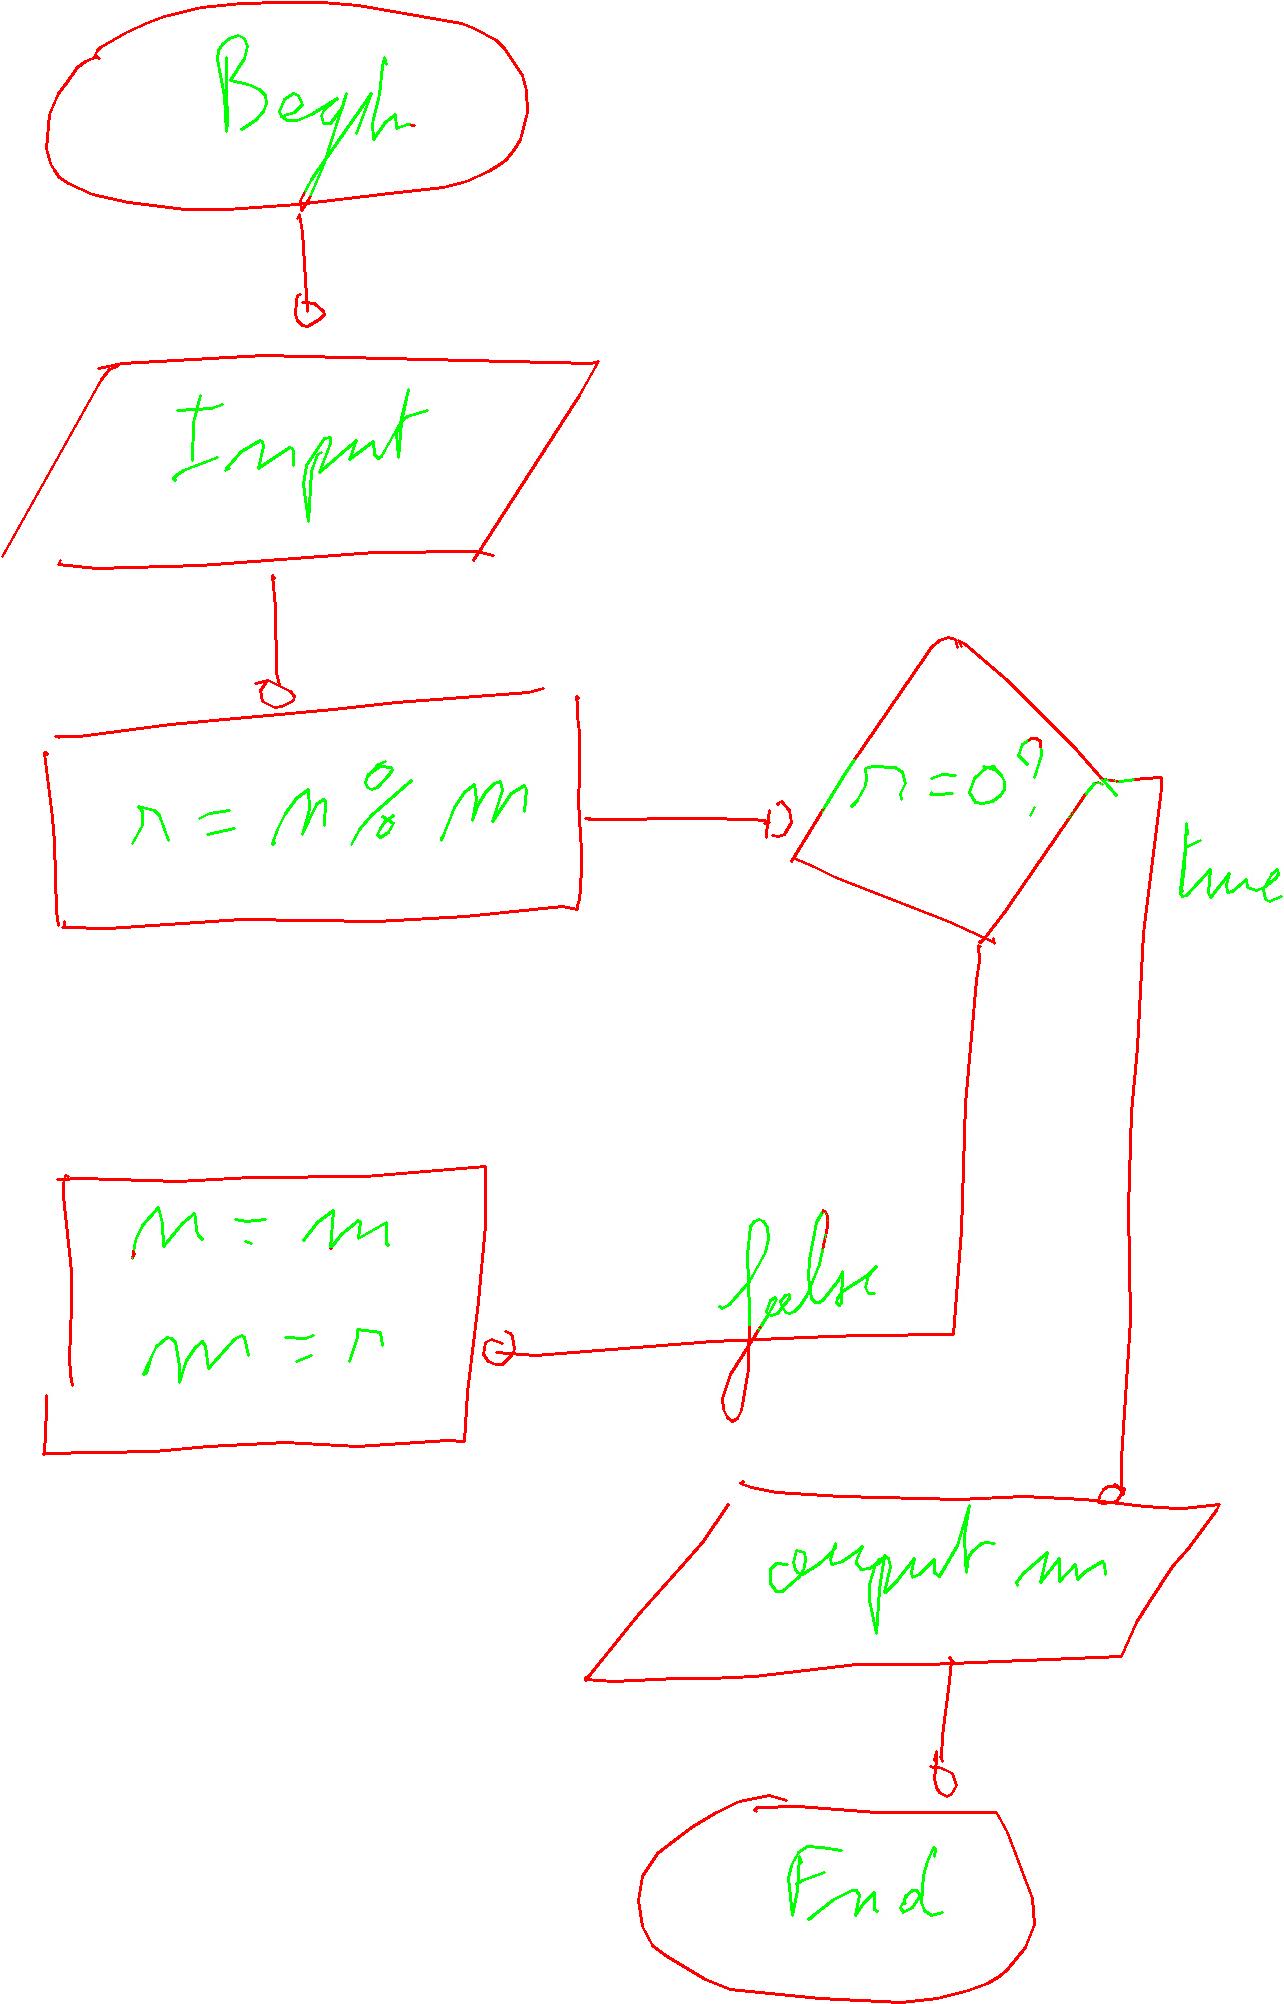 Begin
Input
r = n % m
r = 0 ?
true
n = m
m = r
false
output m
End